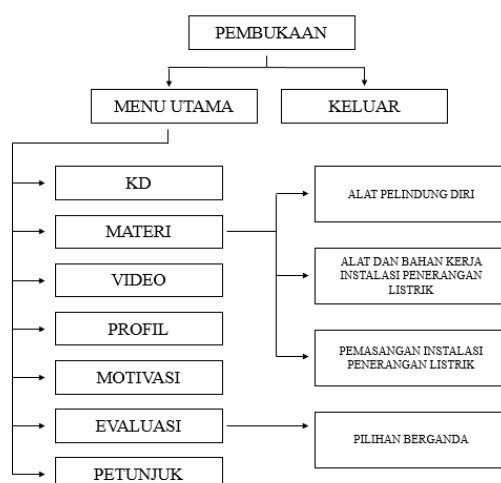 PEMBUKAAN
MENU UTAMA
KELUAR
KD
MATERI
VIDEO
PROFIL
MOTIVASI
EVALUASI
PETUNJUK
ALAT PELINDUNG DIRI
ALAT DAN BAHAN KERJA
INSTALASI PENERANGAN
LISTRIK
PEMASANGAN INSTALASI
PENERANGAN LISTRIK
PILIHAN BERGANDA